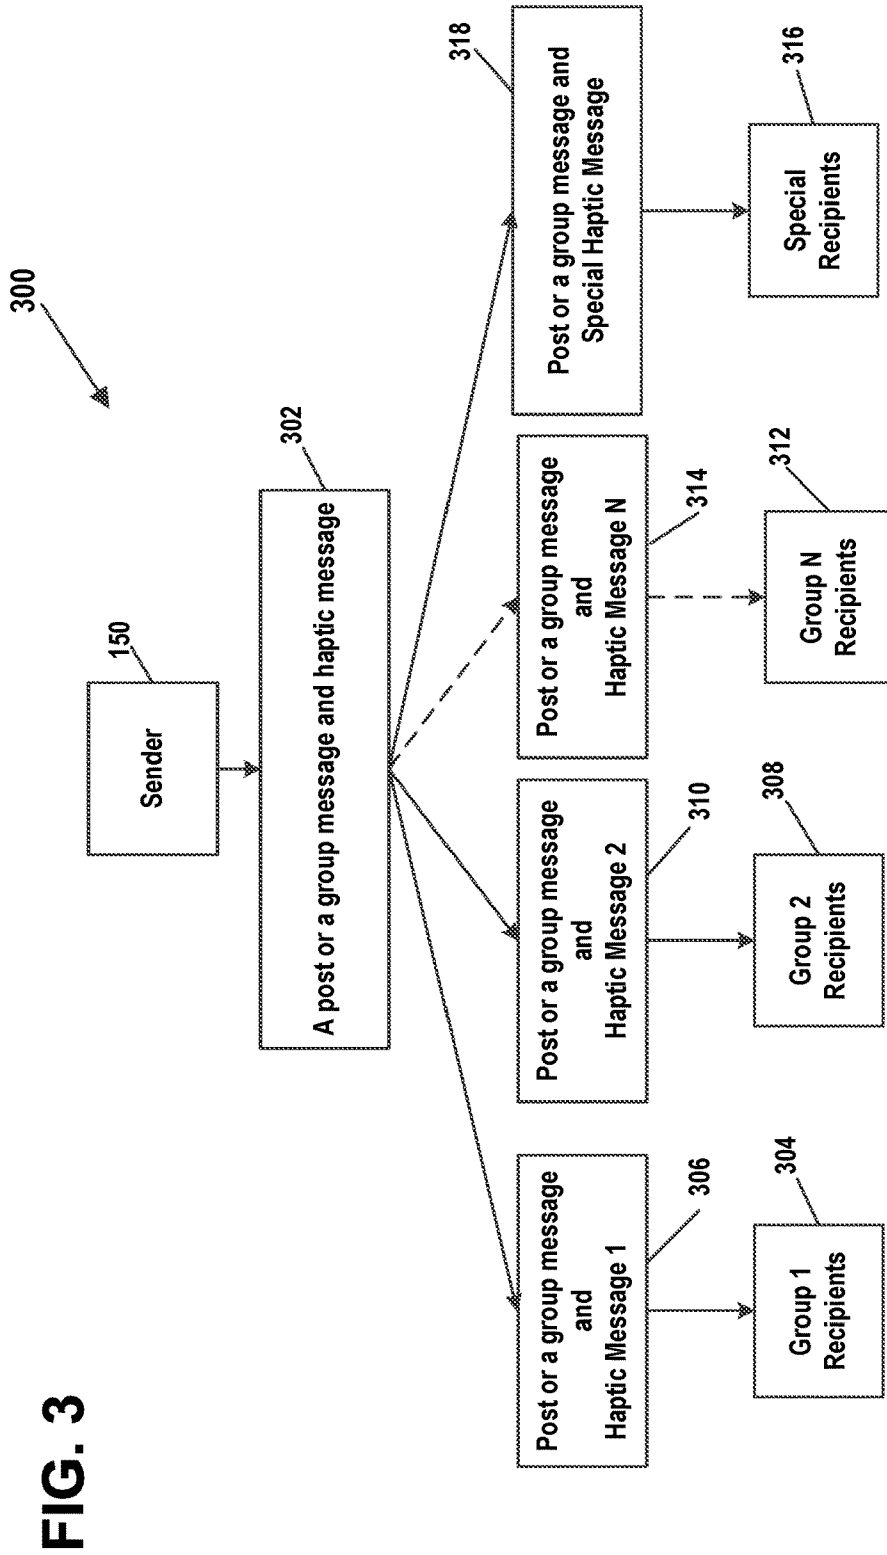 FIG. 3
300
150
Sender
302
A post or a group message and haptic message
Post or a group message
and
Haptic Message 1
306
Post or a group message
and
Haptic Message 2
310
Post or a group message
and
Haptic Message N
314
318
Post or a group message and
Special Haptic Message
304
Group 1
Recipients
308
Group 2
Recipients
312
Group N
Recipients
316
Special
Recipients